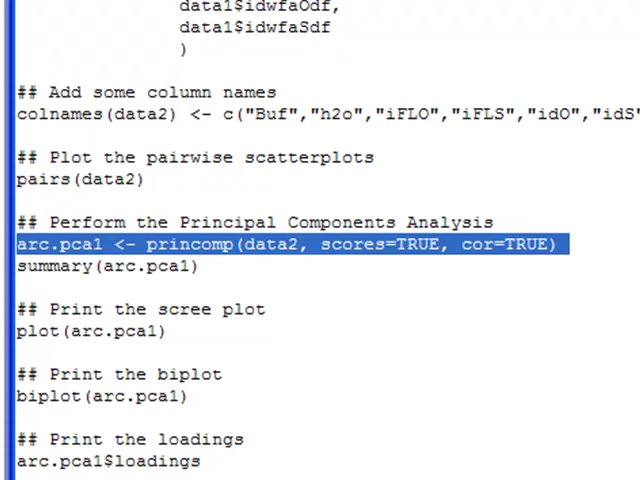 data1$idwfaOdf,
data1$idwfaSdf
)
## Add some column names
colnames(data2) <- c("Buf","h2o","iFLO","iFLS","idO","idS"
## Plot the pairwise scatterplots
pairs(data2)
## Perform the Principal Components Analysis
arc.pca1 <- princomp(data2, scores=TRUE, cor=TRUE)
summary(arc.pca1)
## Print the scree plot
plot(arc.pca1)
## Print the biplot
biplot(arc.pca1)
## Print the loadings
arc.pca1$loadings